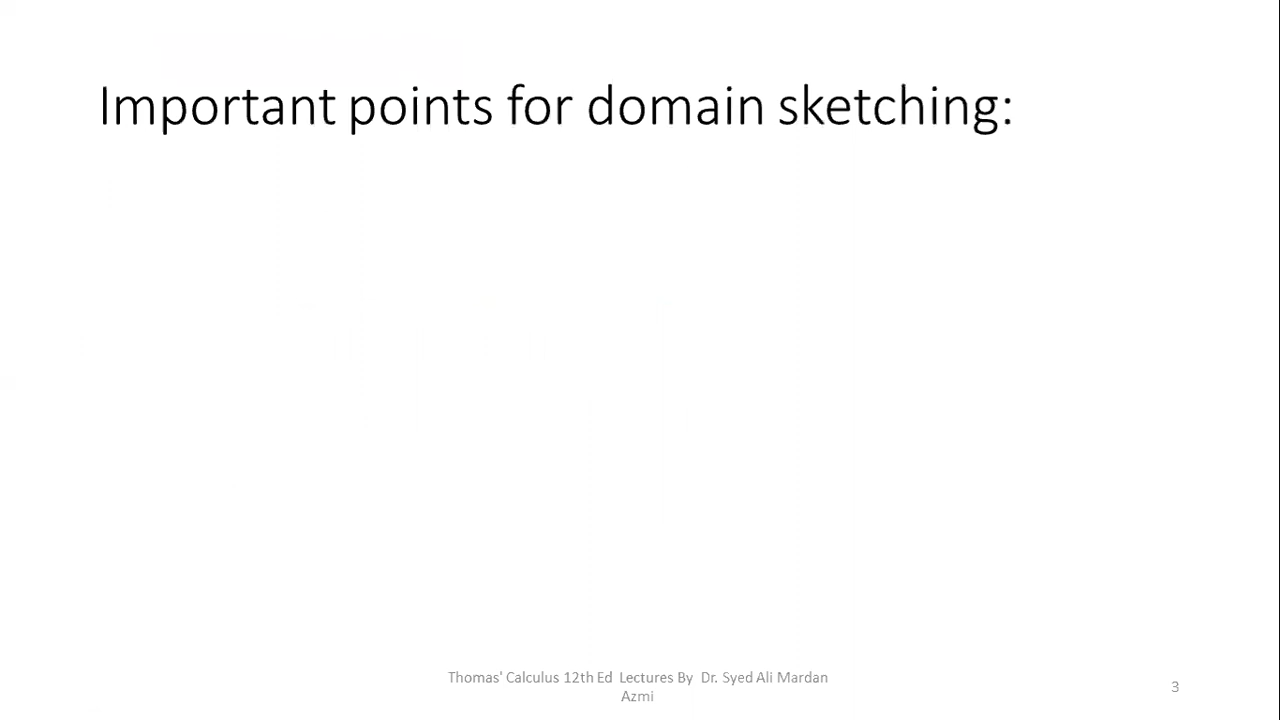 Important points for domain sketching:
Thomas' Calculus 12th Ed Lectures By Dr. Syed Ali Mardan
Azmi
3